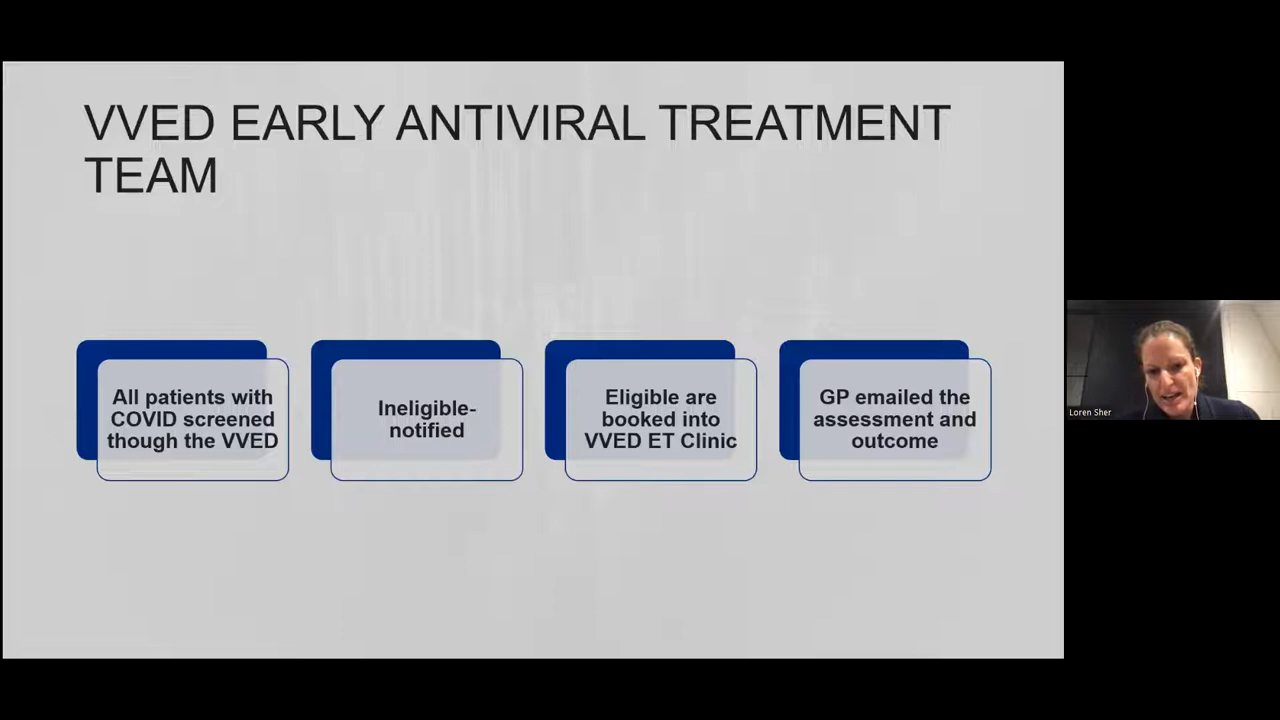 VVED EARLY ANTIVIRAL TREATMENT
TEAM
All patients with
COVID screened
though the VVED
Ineligible-
notified
Eligible are
booked into
VVED ET Clinic
GP emailed the
assessment and
outcome
Loren Sher